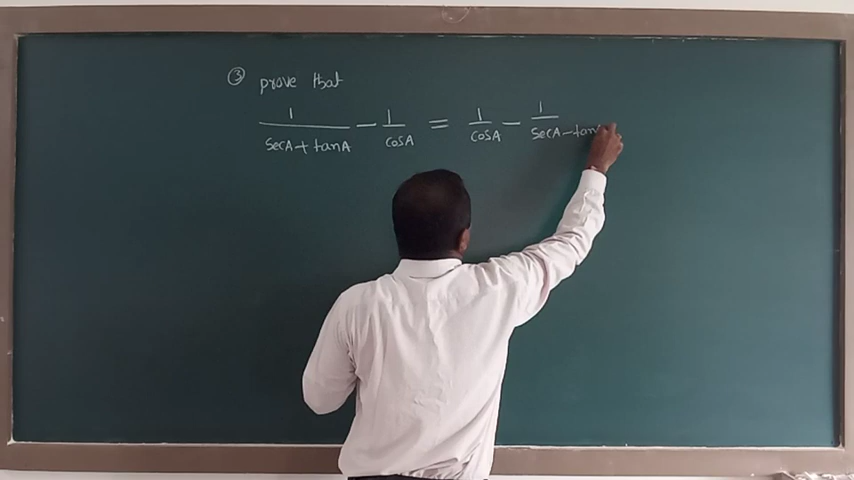 ③ prove that
1/(SecA + tanA) - 1/cosA = 1/cosA - 1/(SecA - tan